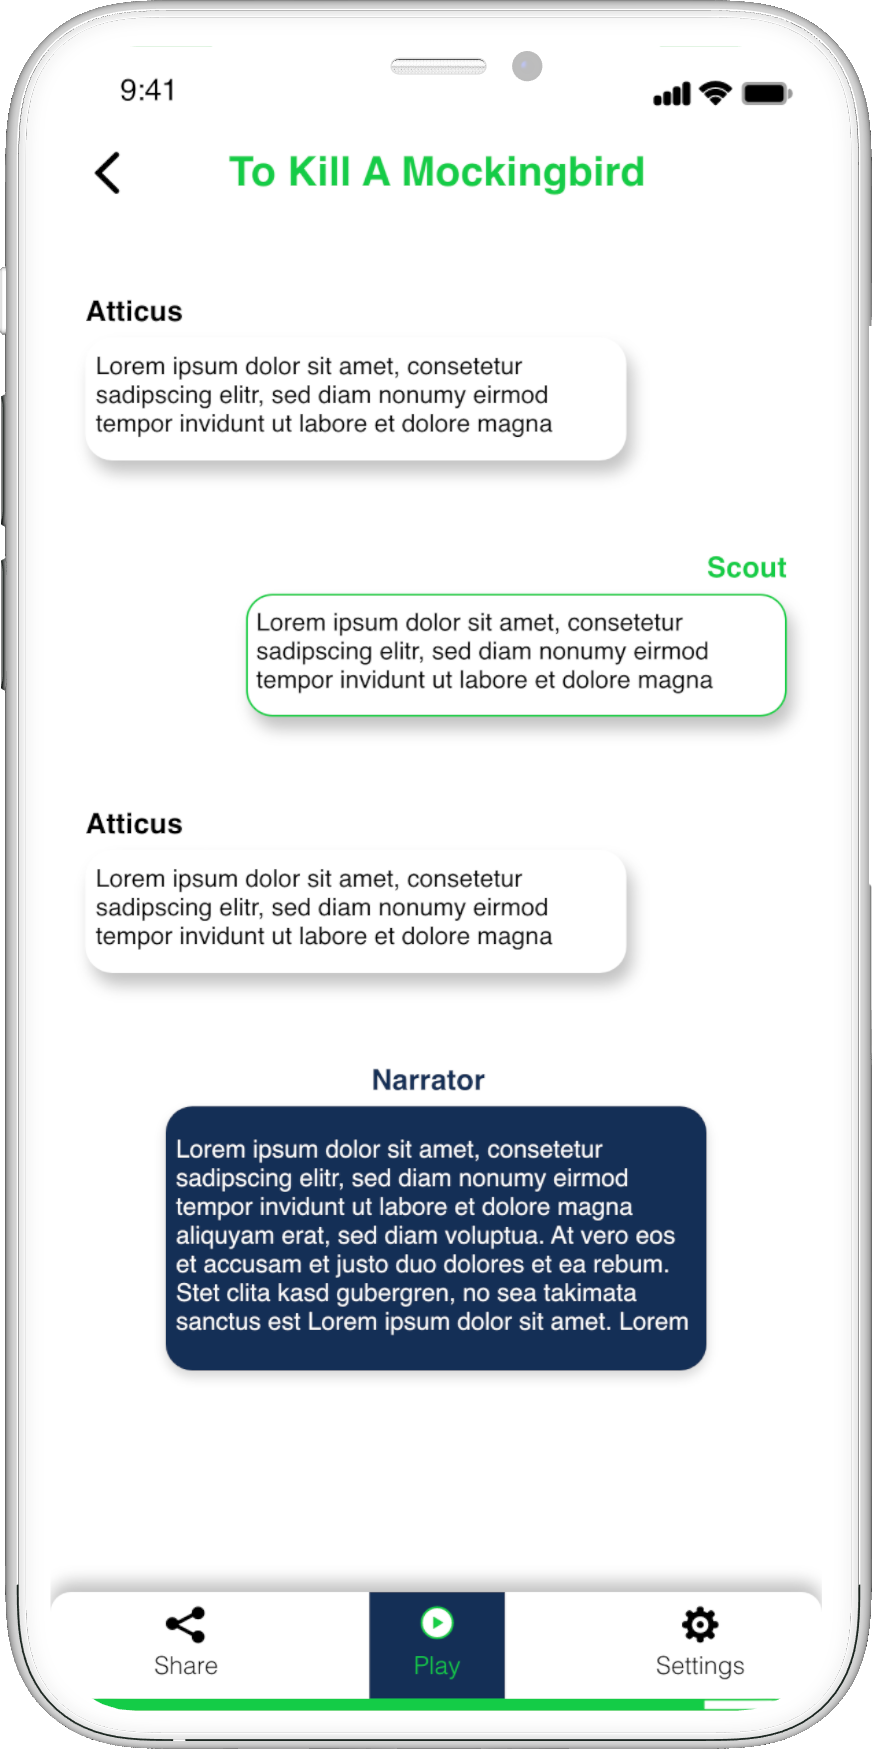 9:41
To Kill A Mockingbird
Atticus
Lorem ipsum dolor sit amet, consetetur
sadipscing elitr, sed diam nonumy eirmod
tempor invidunt ut labore et dolore magna
Scout
Lorem ipsum dolor sit amet, consetetur
sadipscing elitr, sed diam nonumy eirmod
tempor invidunt ut labore et dolore magna
Atticus
Lorem ipsum dolor sit amet, consetetur
sadipscing elitr, sed diam nonumy eirmod
tempor invidunt ut labore et dolore magna
Narrator
Lorem ipsum dolor sit amet, consetetur
sadipscing elitr, sed diam nonumy eirmod
tempor invidunt ut labore et dolore magna
aliquyam erat, sed diam voluptua. At vero eos
et accusam et justo duo dolores et ea rebum.
Stet clita kasd gubergren, no sea takimata
sanctus est Lorem ipsum dolor sit amet. Lorem
Share
Play
Settings